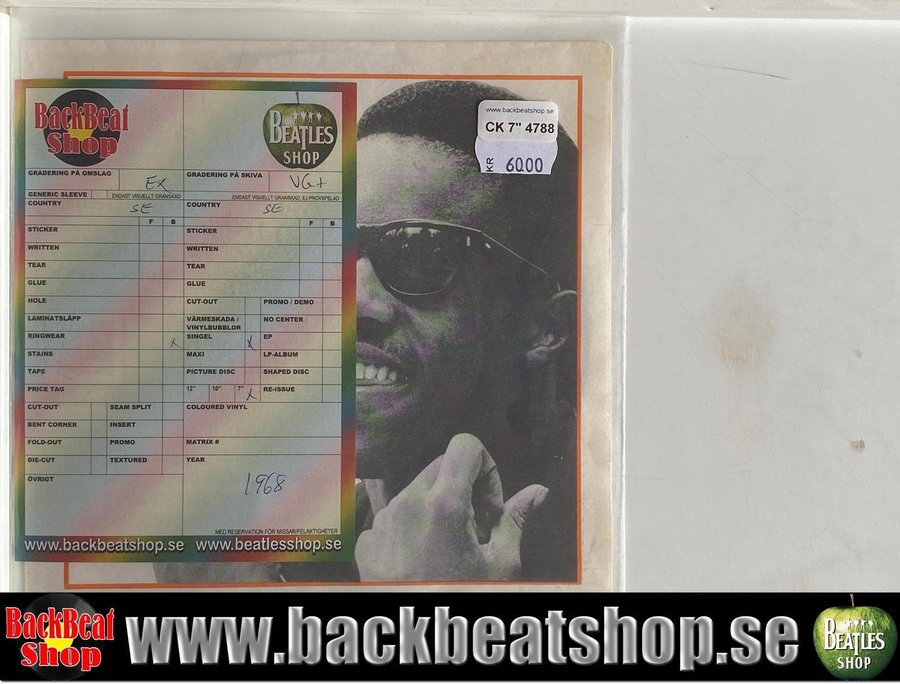 BackBeat
Shop
BEATLES
SHOP
GRADERING PÅ OMSLAG
EX
GRADERING PÅ SKIVA
VG+
GENERIC SLEEVE
ENDAST VISUELLT GRANSKAD
ENDAST VISUELLT GRANSKAD, EJ PROVSPELAD
COUNTRY
SE
COUNTRY
SE
F B
F B
STICKER
STICKER
WRITTEN
WRITTEN
TEAR
TEAR
GLUE
GLUE
HOLE
CUT-OUT
PROMO / DEMO
LAMINATSLÄPP
VÄRMESKADA /
VINYLBUBBLOR
NO CENTER
RINGWEAR
x
SINGEL
x
EP
STAINS
MAXI
LP-ALBUM
TAPE
PICTURE DISC
SHAPED DISC
PRICE TAG
12" 10" 7" x
RE-ISSUE
CUT-OUT
SEAM SPLIT
COLOURED VINYL
BENT CORNER
INSERT
FOLD-OUT
PROMO
MATRIX #
DIE-CUT
TEXTURED
YEAR
ÖVRIGT
1968
MED RESERVATION FÖR MISSAR/FELAKTIGHETER
www.backbeatshop.se www.beatlesshop.se
www.backbeatshop.se
CK 7" 4788
KR 60.00
BackBeat
Shop
www.backbeatshop.se
BEATLES
SHOP